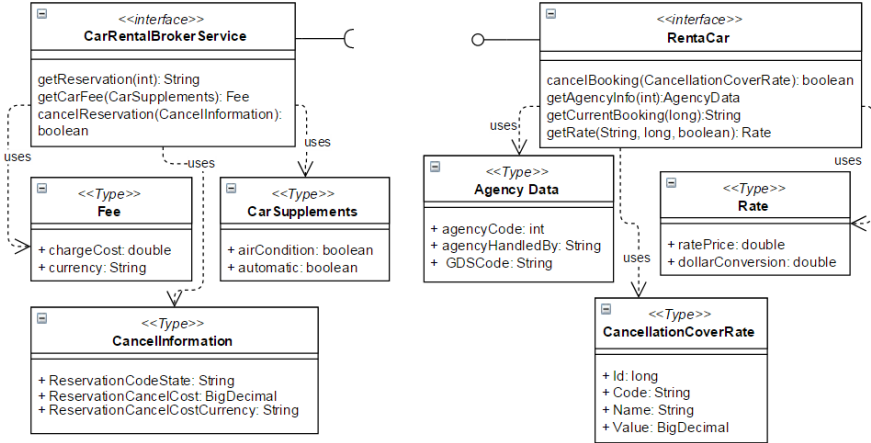 <<interface>>
CarRentalBrokerService
getReservation(int): String
getCarFee(CarSupplements): Fee
cancelReservation(CancelInformation):
boolean
uses
uses
uses
<<Type>>
Fee
+ chargeCost: double
+ currency: String
<<Type>>
CarSupplements
+ airCondition: boolean
+ automatic: boolean
<<Type>>
CancelInformation
+ ReservationCodeState: String
+ ReservationCancelCost: BigDecimal
+ ReservationCancelCostCurrency: String
<<interface>>
RentaCar
cancelBooking(CancellationCoverRate): boolean
getAgencyInfo(int):AgencyData
getCurrentBooking(long):String
getRate(String, long, boolean): Rate
uses
uses
uses
<<Type>>
Agency Data
+ agencyCode: int
+ agencyHandledBy: String
+ GDSCode: String
<<Type>>
Rate
+ ratePrice: double
+ dollarConversion: double
<<Type>>
CancellationCoverRate
+ Id: long
+ Code: String
+ Name: String
+ Value: BigDecimal